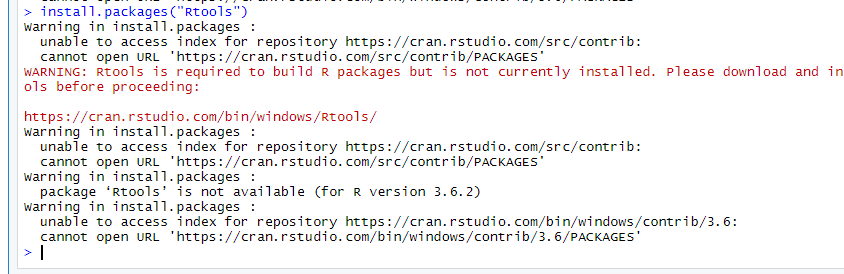 > install.packages("Rtools")
Warning in install.packages :
  unable to access index for repository https://cran.rstudio.com/src/contrib:
  cannot open URL 'https://cran.rstudio.com/src/contrib/PACKAGES'
WARNING: Rtools is required to build R packages but is not currently installed. Please download and in
ols before proceeding:

https://cran.rstudio.com/bin/windows/Rtools/
Warning in install.packages :
  unable to access index for repository https://cran.rstudio.com/src/contrib:
  cannot open URL 'https://cran.rstudio.com/src/contrib/PACKAGES'
Warning in install.packages :
  package ‘Rtools’ is not available (for R version 3.6.2)
Warning in install.packages :
  unable to access index for repository https://cran.rstudio.com/bin/windows/contrib/3.6:
  cannot open URL 'https://cran.rstudio.com/bin/windows/contrib/3.6/PACKAGES'
>